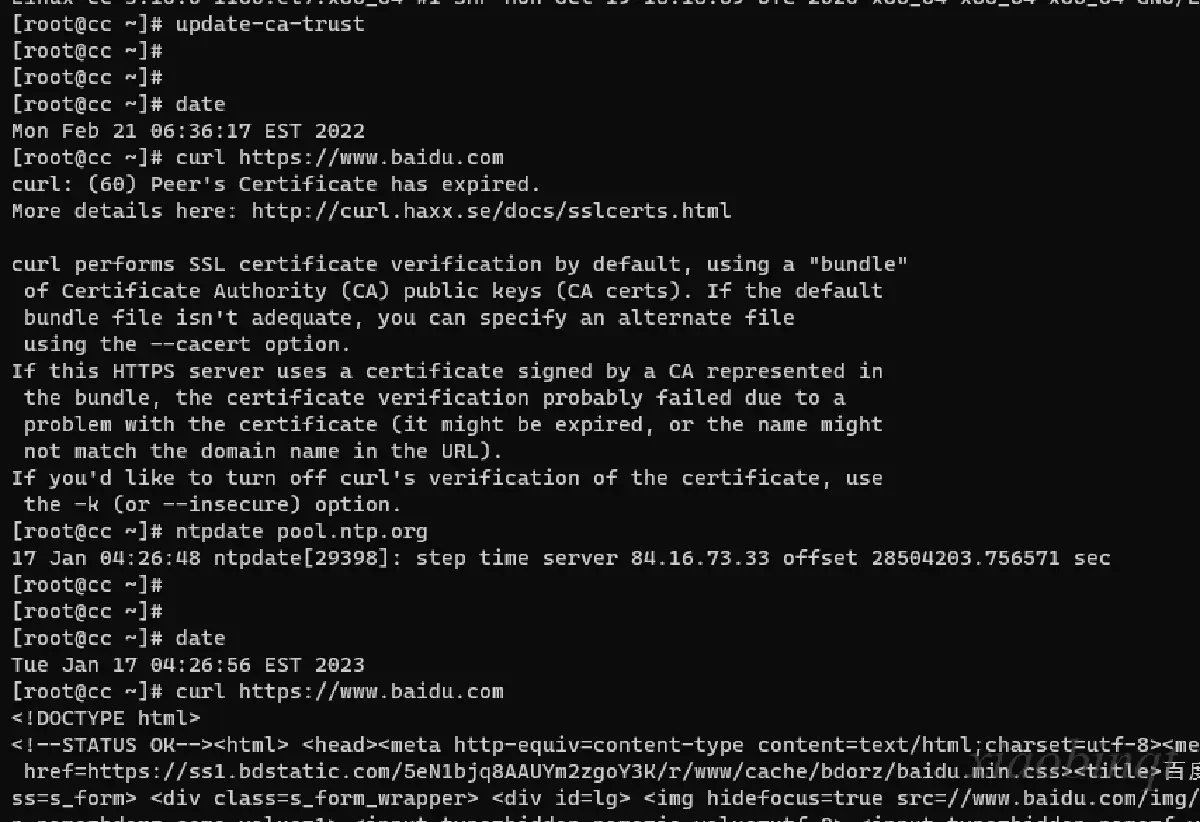 [root@cc ~]# update-ca-trust
[root@cc ~]#
[root@cc ~]#
[root@cc ~]# date
Mon Feb 21 06:36:17 EST 2022
[root@cc ~]# curl https://www.baidu.com
curl: (60) Peer's Certificate has expired.
More details here: http://curl.haxx.se/docs/sslcerts.html
curl performs SSL certificate verification by default, using a "bundle"
of Certificate Authority (CA) public keys (CA certs). If the default
bundle file isn't adequate, you can specify an alternate file
using the --cacert option.
If this HTTPS server uses a certificate signed by a CA represented in
the bundle, the certificate verification probably failed due to a
problem with the certificate (it might be expired, or the name might
not match the domain name in the URL).
If you'd like to turn off curl's verification of the certificate, use
the -k (or --insecure) option.
[root@cc ~]# ntpdate pool.ntp.org
17 Jan 04:26:48 ntpdate[29398]: step time server 84.16.73.33 offset 28504203.756571 sec
[root@cc ~]#
[root@cc ~]#
[root@cc ~]# date
Tue Jan 17 04:26:56 EST 2023
[root@cc ~]# curl https://www.baidu.com
<!DOCTYPE html>
<!--STATUS OK--><html> <head><meta http-equiv=content-type content=text/html;charset=utf-8><me
href=https://ss1.bdstatic.com/5eN1bjq8AAUYm2zgoY3K/r/www/cache/bdorz/baidu.min.css><title>百度
ss=s_form> <div class=s_form_wrapper> <div id=lg> <img hidefocus=true src=//www.baidu.com/img/